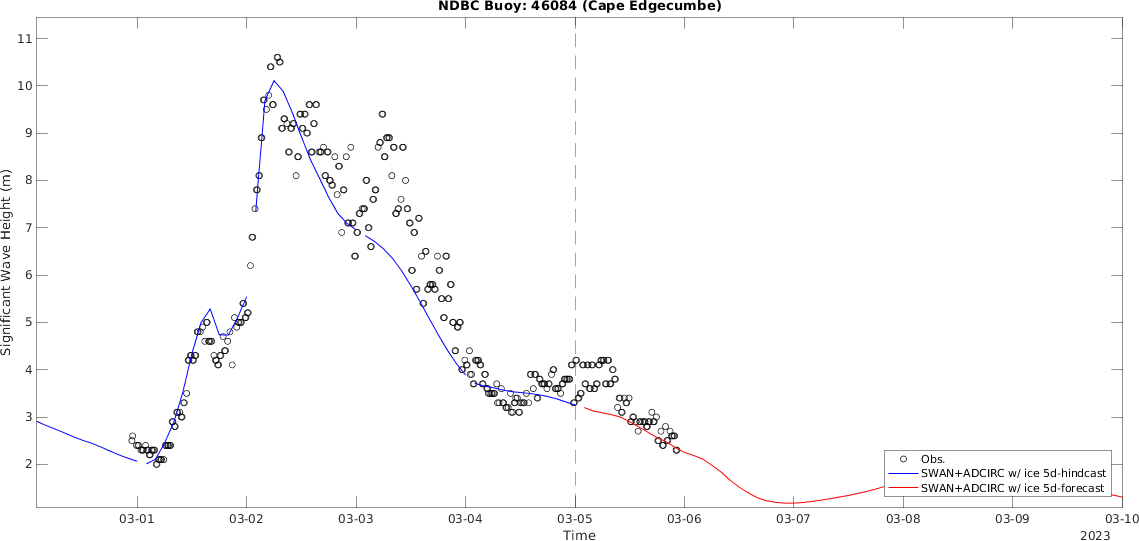 NDBC Buoy: 46084 (Cape Edgecumbe)
Significant Wave Height (m)
11
10
9
8
7
6
5
4
3
2
Obs.
SWAN+ADCIRC w/ ice 5d-hindcast
SWAN+ADCIRC w/ ice 5d-forecast
03-01 03-02 03-03 03-04 03-05 03-06 03-07 03-08 03-09 03-10
Time
2023